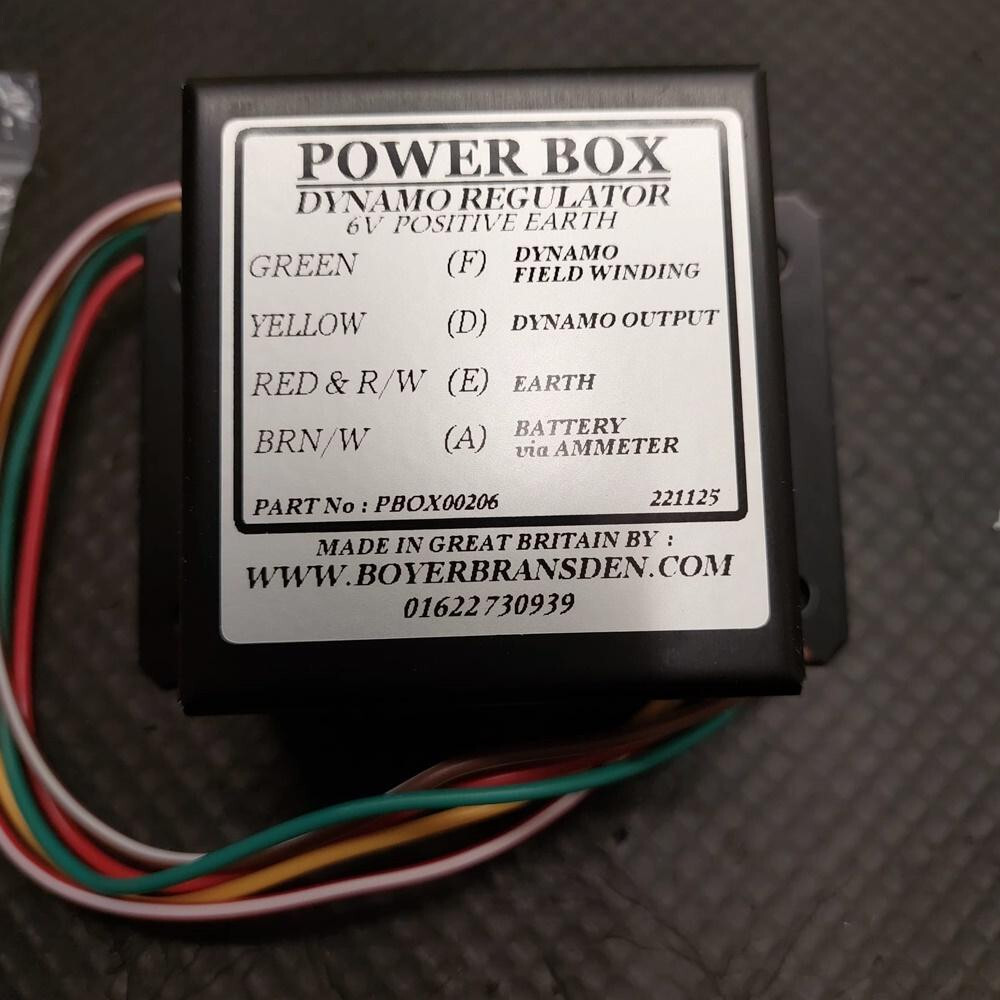 POWER BOX
DYNAMO REGULATOR
6V POSITIVE EARTH
GREEN (F) DYNAMO FIELD WINDING
YELLOW (D) DYNAMO OUTPUT
RED & R/W (E) EARTH
BRN/W (A) BATTERY via AMMETER
PART No : PBOX00206 221125
MADE IN GREAT BRITAIN BY :
WWW.BOYERBRANSDEN.COM
01622730939